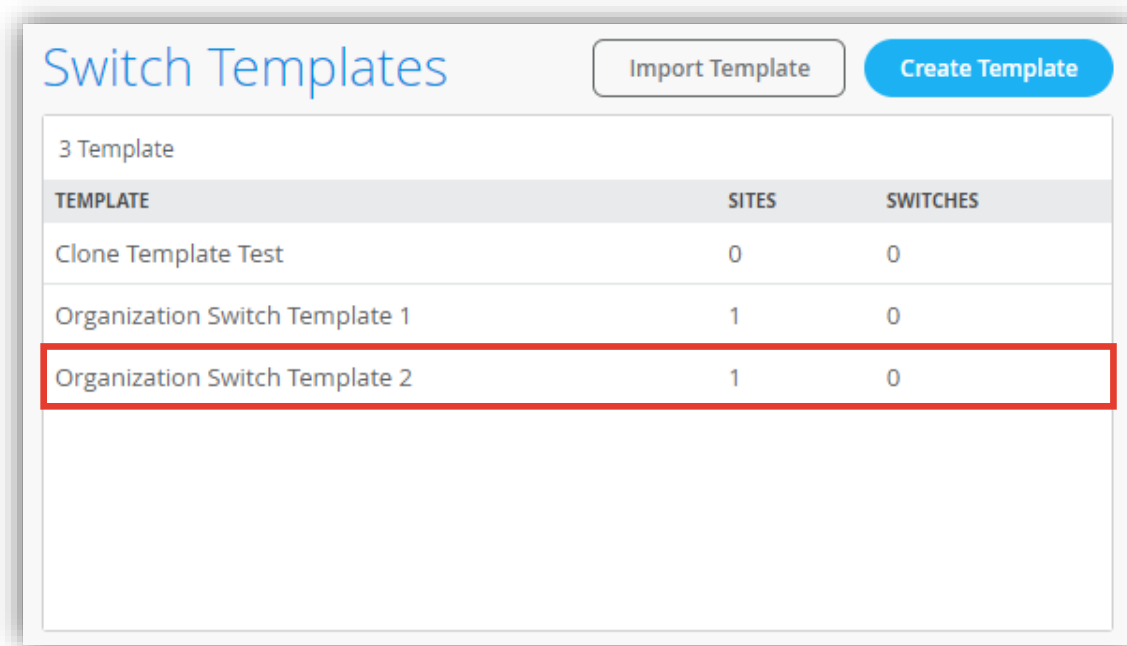 Switch Templates Import Template Create Template
3 Template
TEMPLATE SITES SWITCHES
Clone Template Test 0 0
Organization Switch Template 1 1 0
Organization Switch Template 2 1 0